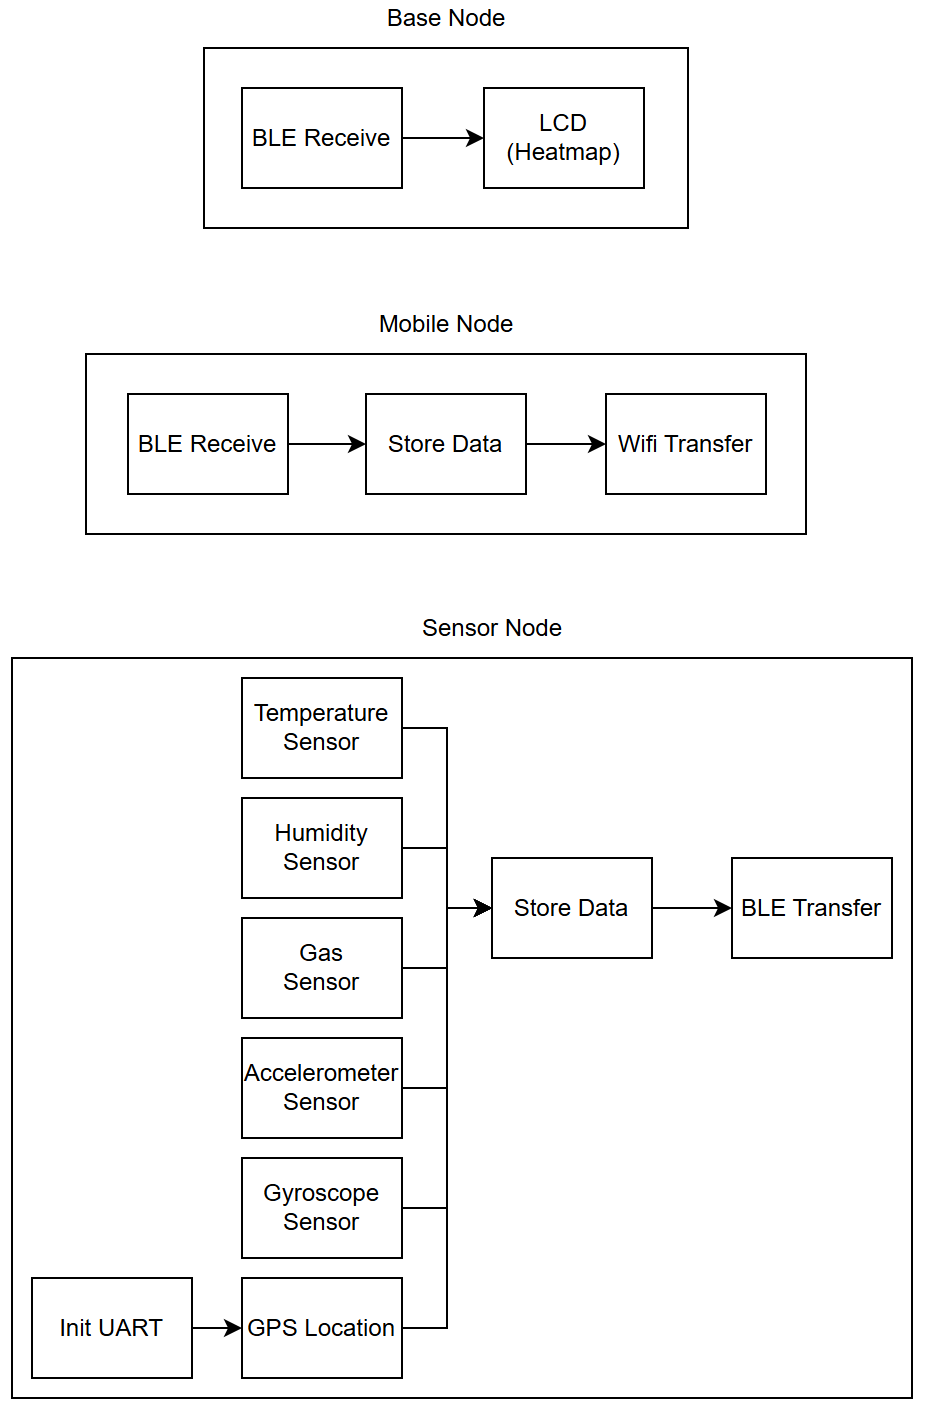 Base Node
BLE Receive
LCD
(Heatmap)
Mobile Node
BLE Receive
Store Data
Wifi Transfer
Sensor Node
Temperature
Sensor
Humidity
Sensor
Gas
Sensor
Accelerometer
Sensor
Gyroscope
Sensor
Init UART
GPS Location
Store Data
BLE Transfer